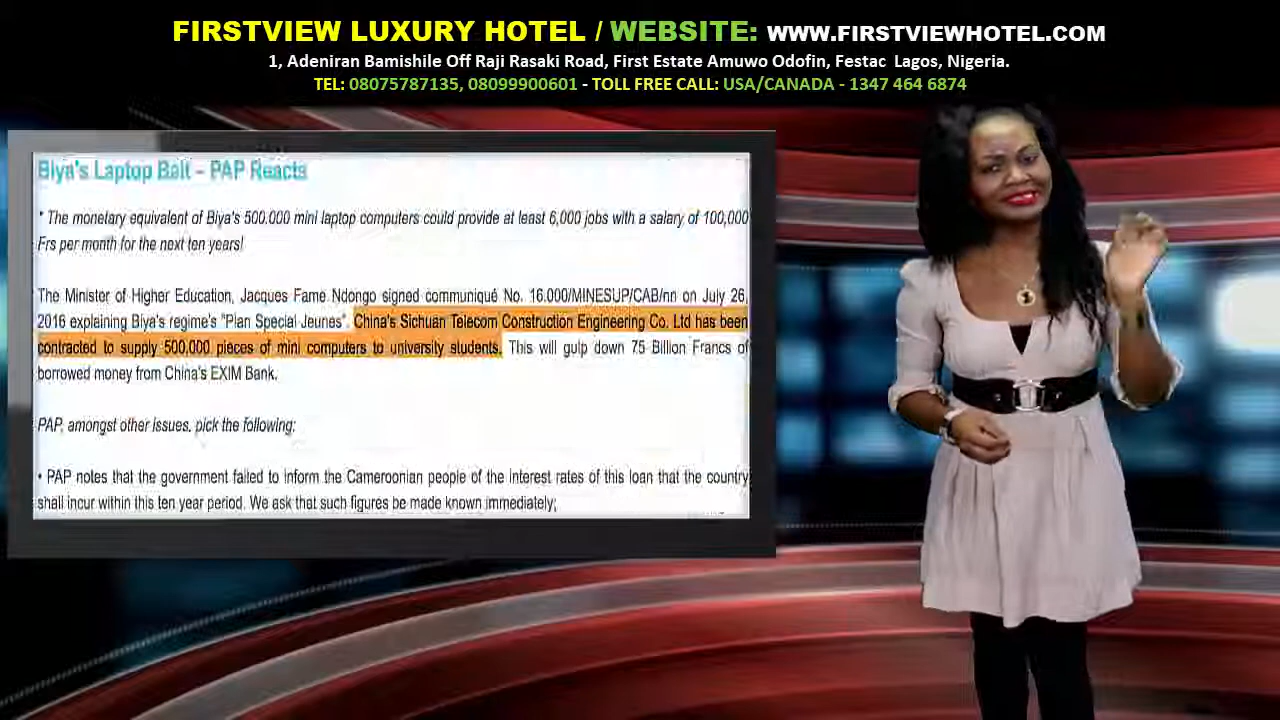 FIRSTVIEW LUXURY HOTEL / WEBSITE: WWW.FIRSTVIEWHOTEL.COM
1, Adeniran Bamishile Off Raji Rasaki Road, First Estate Amuwo Odofin, Festac Lagos, Nigeria.
TEL: 08075787135, 08099900601 - TOLL FREE CALL: USA/CANADA - 1347 464 6874
Biya's Laptop Bait – PAP Reacts
* The monetary equivalent of Biya's 500.000 mini laptop computers could provide at least 6,000 jobs with a salary of 100,000
Frs per month for the next ten years!
The Minister of Higher Education, Jacques Fame Ndongo signed communiqué No. 16.000/MINESUP/CAB/nn on July 26,
2016 explaining Biya's regime's "Plan Special Jeunes". China's Sichuan Telecom Construction Engineering Co. Ltd has been
contracted to supply 500,000 pieces of mini computers to university students. This will gulp down 75 Billion Francs of
borrowed money from China's EXIM Bank.
PAP, amongst other issues, pick the following:
• PAP notes that the government failed to inform the Cameroonian people of the interest rates of this loan that the country
shall incur within this ten year period. We ask that such figures be made known immediately;